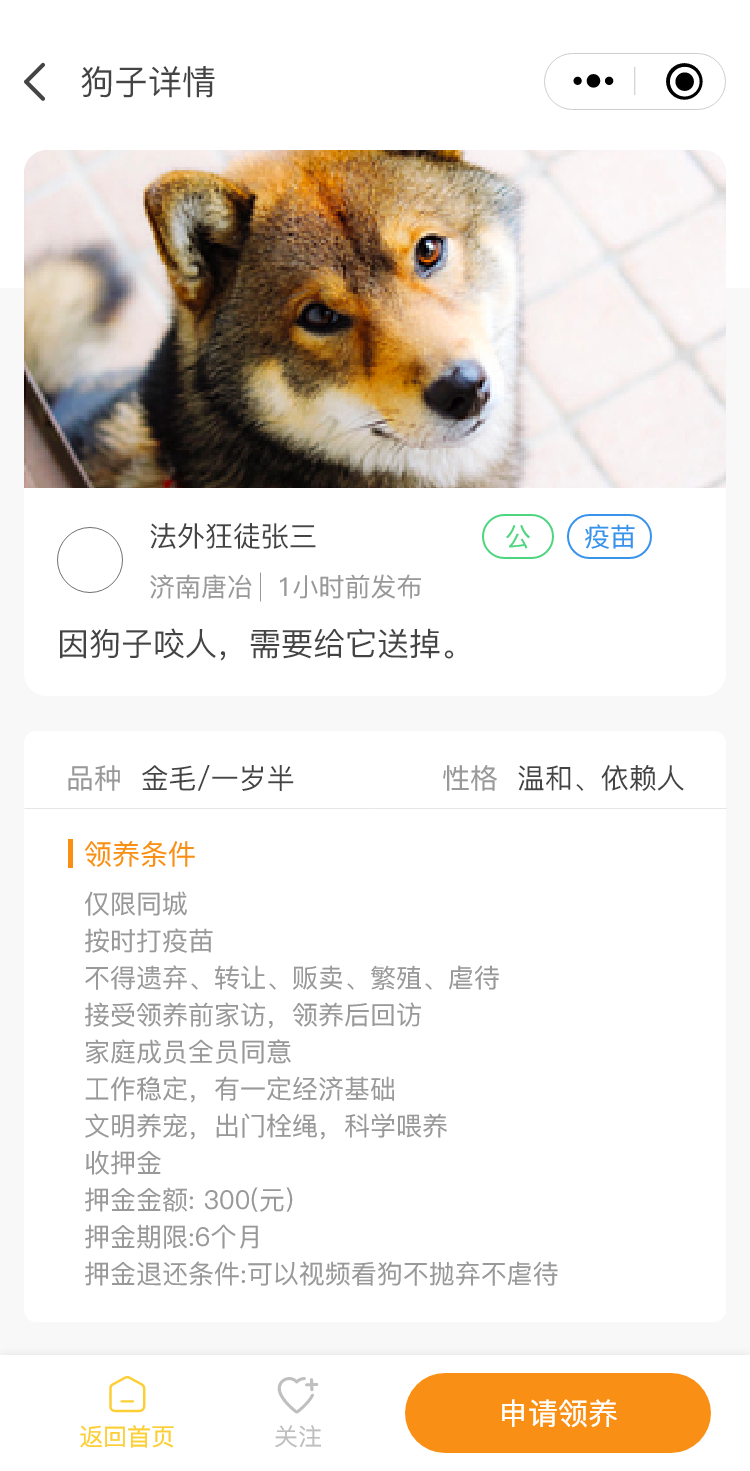 狗子详情
法外狂徒张三
公
疫苗
济南唐冶 1小时前发布
因狗子咬人，需要给它送掉。
品种 金毛/一岁半 性格 温和、依赖人
领养条件
仅限同城
按时打疫苗
不得遗弃、转让、贩卖、繁殖、虐待
接受领养前家访，领养后回访
家庭成员全员同意
工作稳定，有一定经济基础
文明养宠，出门栓绳，科学喂养
收押金
押金金额: 300(元)
押金期限:6个月
押金退还条件:可以视频看狗不抛弃不虐待
返回首页
关注
申请领养